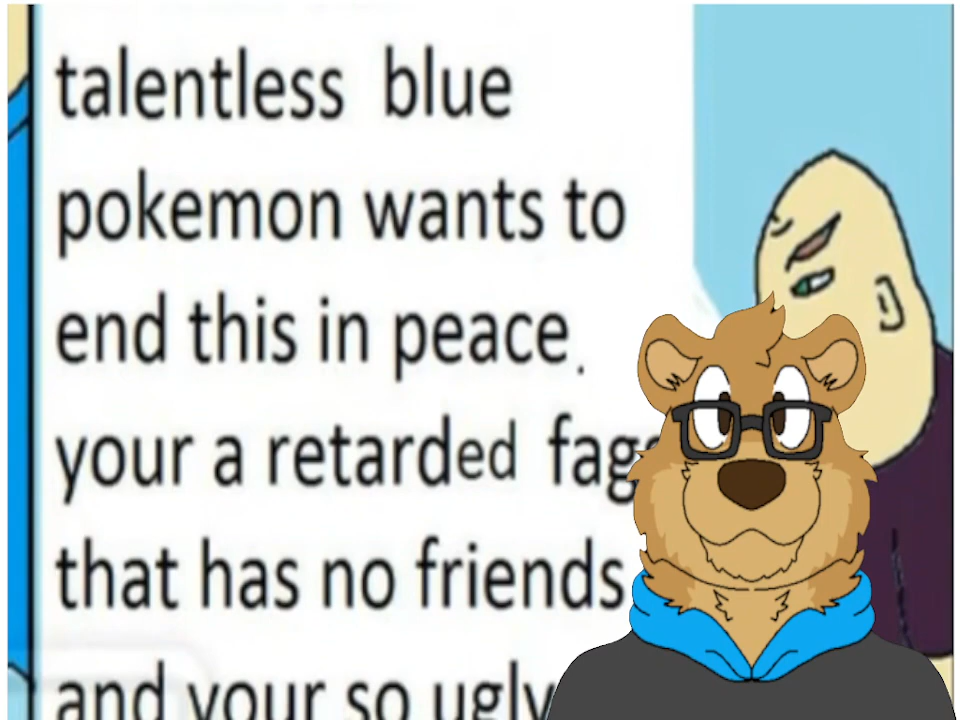 talentless blue
pokemon wants to
end this in peace.
your a retarded
that has no friends
and your so ugly